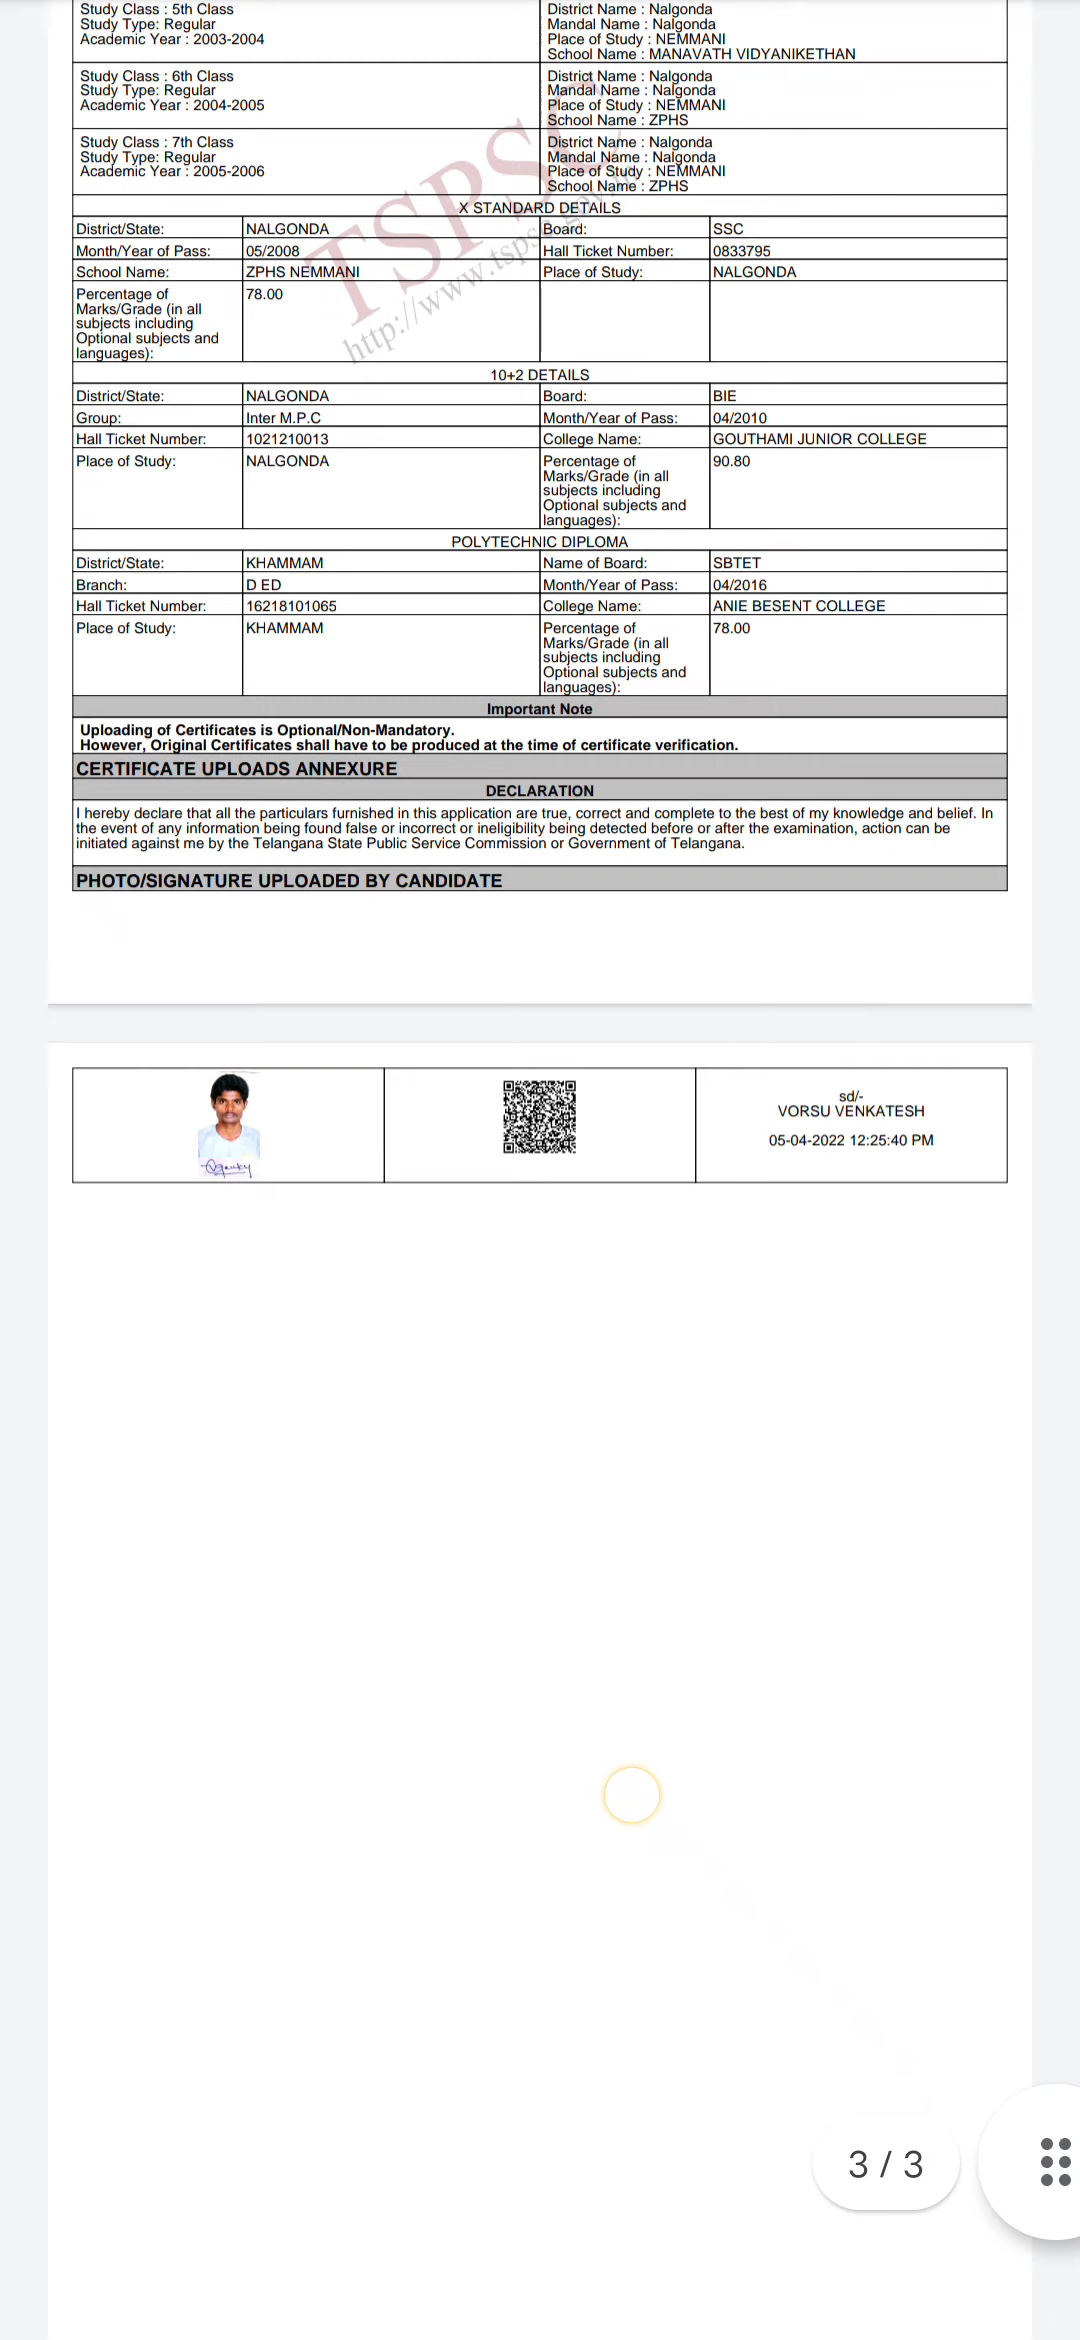 Study Class : 5th Class
Study Type: Regular
Academic Year : 2003-2004
District Name : Nalgonda
Mandal Name : Nalgonda
Place of Study : NEMMANI
School Name : MANAVATH VIDYANIKETHAN
Study Class : 6th Class
Study Type: Regular
Academic Year : 2004-2005
District Name : Nalgonda
Mandal Name : Nalgonda
Place of Study : NEMMANI
School Name : ZPHS
Study Class : 7th Class
Study Type: Regular
Academic Year : 2005-2006
District Name : Nalgonda
Mandal Name : Nalgonda
Place of Study : NEMMANI
School Name : ZPHS
TSPSC
X STANDARD DETAILS
District/State: NALGONDA Board: SSC
Month/Year of Pass: 05/2008 Hall Ticket Number: 0833795
School Name: ZPHS NEMMANI Place of Study: NALGONDA
Percentage of 78.00
Marks/Grade (in all
subjects including
Optional subjects and
languages):
10+2 DETAILS
District/State: NALGONDA Board: BIE
Group: Inter M.P.C Month/Year of Pass: 04/2010
Hall Ticket Number: 1021210013 College Name: GOUTHAMI JUNIOR COLLEGE
Place of Study: NALGONDA Percentage of 90.80
Marks/Grade (in all
subjects including
Optional subjects and
languages):
POLYTECHNIC DIPLOMA
District/State: KHAMMAM Name of Board: SBTET
Branch: D ED Month/Year of Pass: 04/2016
Hall Ticket Number: 16218101065 College Name: ANIE BESENT COLLEGE
Place of Study: KHAMMAM Percentage of 78.00
Marks/Grade (in all
subjects including
Optional subjects and
languages):
Important Note
Uploading of Certificates is Optional/Non-Mandatory.
However, Original Certificates shall have to be produced at the time of certificate verification.
CERTIFICATE UPLOADS ANNEXURE
DECLARATION
I hereby declare that all the particulars furnished in this application are true, correct and complete to the best of my knowledge and belief. In
the event of any information being found false or incorrect or ineligibility being detected before or after the examination, action can be
initiated against me by the Telangana State Public Service Commission or Government of Telangana.
PHOTO/SIGNATURE UPLOADED BY CANDIDATE
sd/-
VORSU VENKATESH
05-04-2022 12:25:40 PM
3 / 3